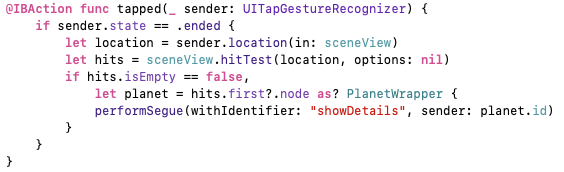 @IBAction func tapped(_ sender: UITapGestureRecognizer) {
    if sender.state == .ended {
        let location = sender.location(in: sceneView)
        let hits = sceneView.hitTest(location, options: nil)
        if hits.isEmpty == false,
            let planet = hits.first?.node as? PlanetWrapper {
            performSegue(withIdentifier: "showDetails", sender: planet.id)
        }
    }
}